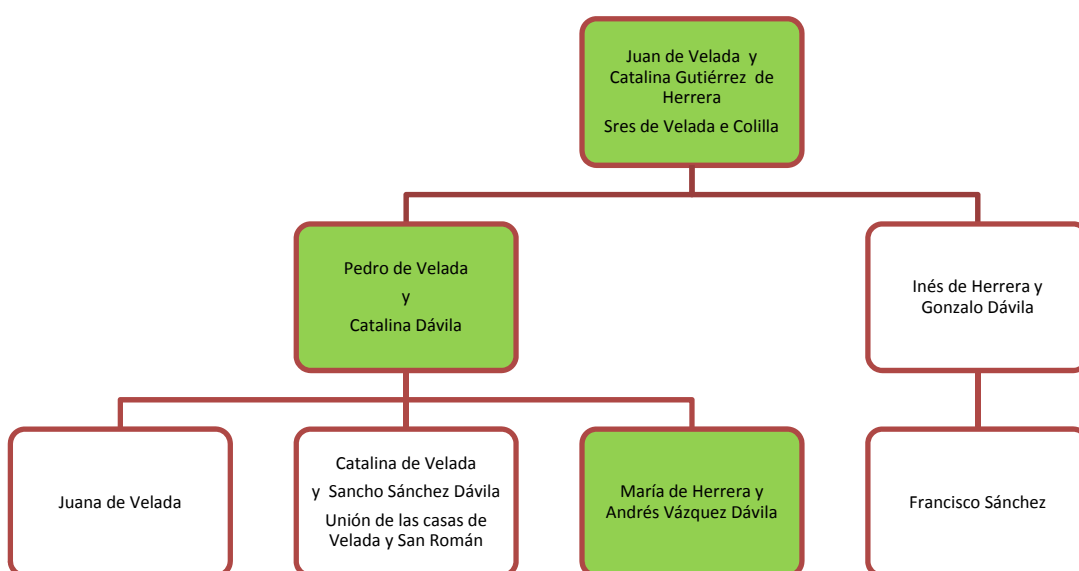 Juan de Velada y
Catalina Gutiérrez de
Herrera
Sres de Velada e Colilla
Pedro de Velada
y
Catalina Dávila
Inés de Herrera y
Gonzalo Dávila
Juana de Velada
Catalina de Velada
y Sancho Sánchez Dávila
Unión de las casas de
Velada y San Román
María de Herrera y
Andrés Vázquez Dávila
Francisco Sánchez